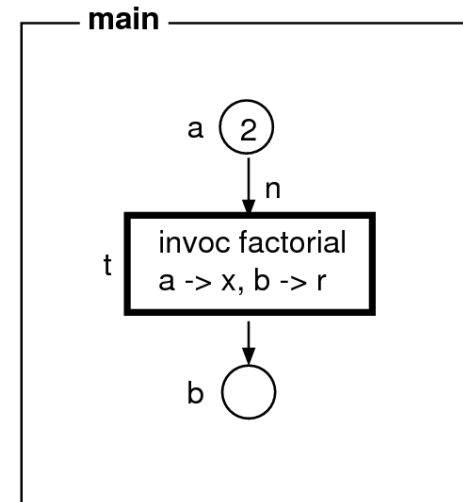 main
a 2
n
t
invoc factorial
a -> x, b -> r
b